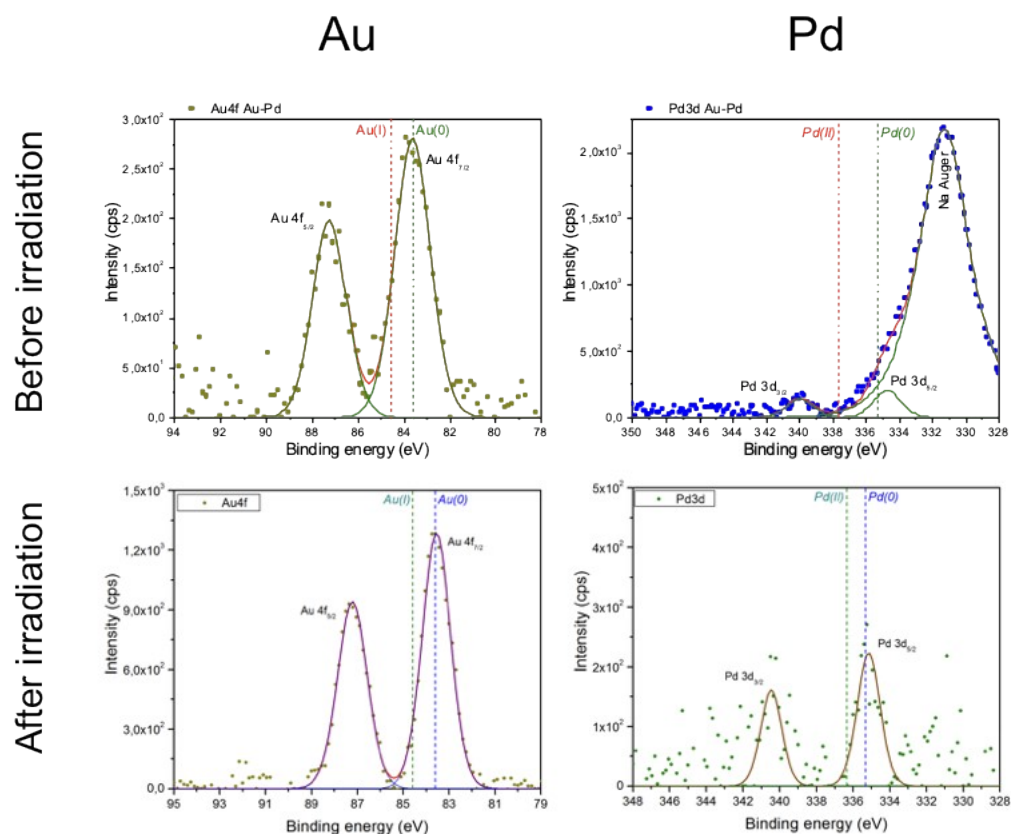 Au
Pd
Before irradiation
After irradiation
Au4f Au-Pd
Au(I)
Au(0)
Au 4f7/2
Au 4f5/2
Intensity (cps)
3,0x10²
2,5x10²
2,0x10²
1,5x10²
1,0x10²
5,0x10¹
0,0
94 92 90 88 86 84 82 80 78
Binding energy (eV)
Pd3d Au-Pd
Pd(II)
Pd(0)
Na Auger
Pd 3d3/2
Pd 3d5/2
Intensity (cps)
2,0x10³
1,5x10³
1,0x10³
5,0x10²
0,0
350 348 346 344 342 340 338 336 334 332 330 328
Binding energy (eV)
Au4f
Au(I)
Au(0)
Au 4f7/2
Au 4f5/2
Intensity (cps)
1,5x10³
1,2x10³
9,0x10²
6,0x10²
3,0x10²
0,0
95 93 91 89 87 85 83 81 79
Binding energy (eV)
Pd3d
Pd(II)
Pd(0)
Pd 3d5/2
Pd 3d3/2
Intensity (cps)
5x10²
4x10²
3x10²
2x10²
1x10²
0
348 346 344 342 340 338 336 334 332 330 328
Binding energy (eV)